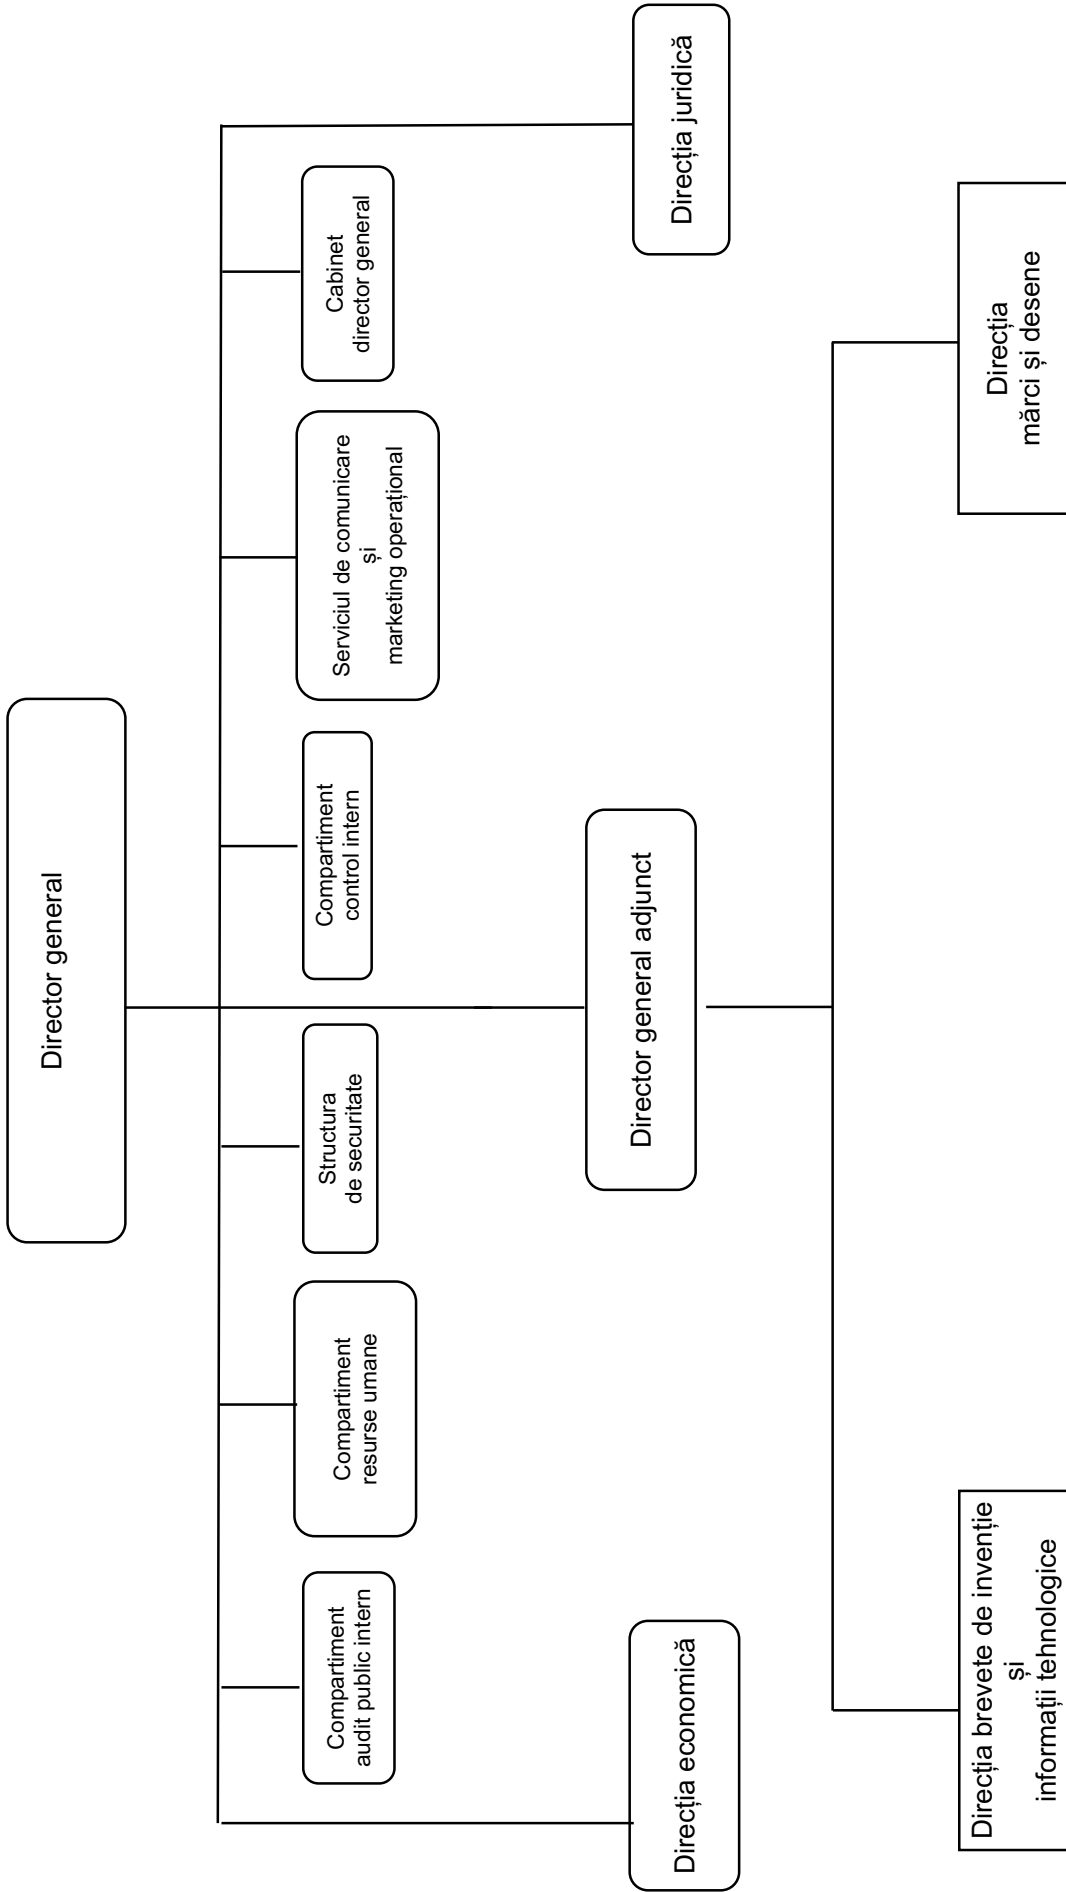 Director general
Compartiment
audit public intern
Compartiment
resurse umane
Structura
de securitate
Compartiment
control intern
Serviciul de comunicare
și
marketing operațional
Cabinet
director general
Direcția economică
Director general adjunct
Direcția juridică
Direcția brevete de invenție
și
informații tehnologice
Direcția
mărci și desene